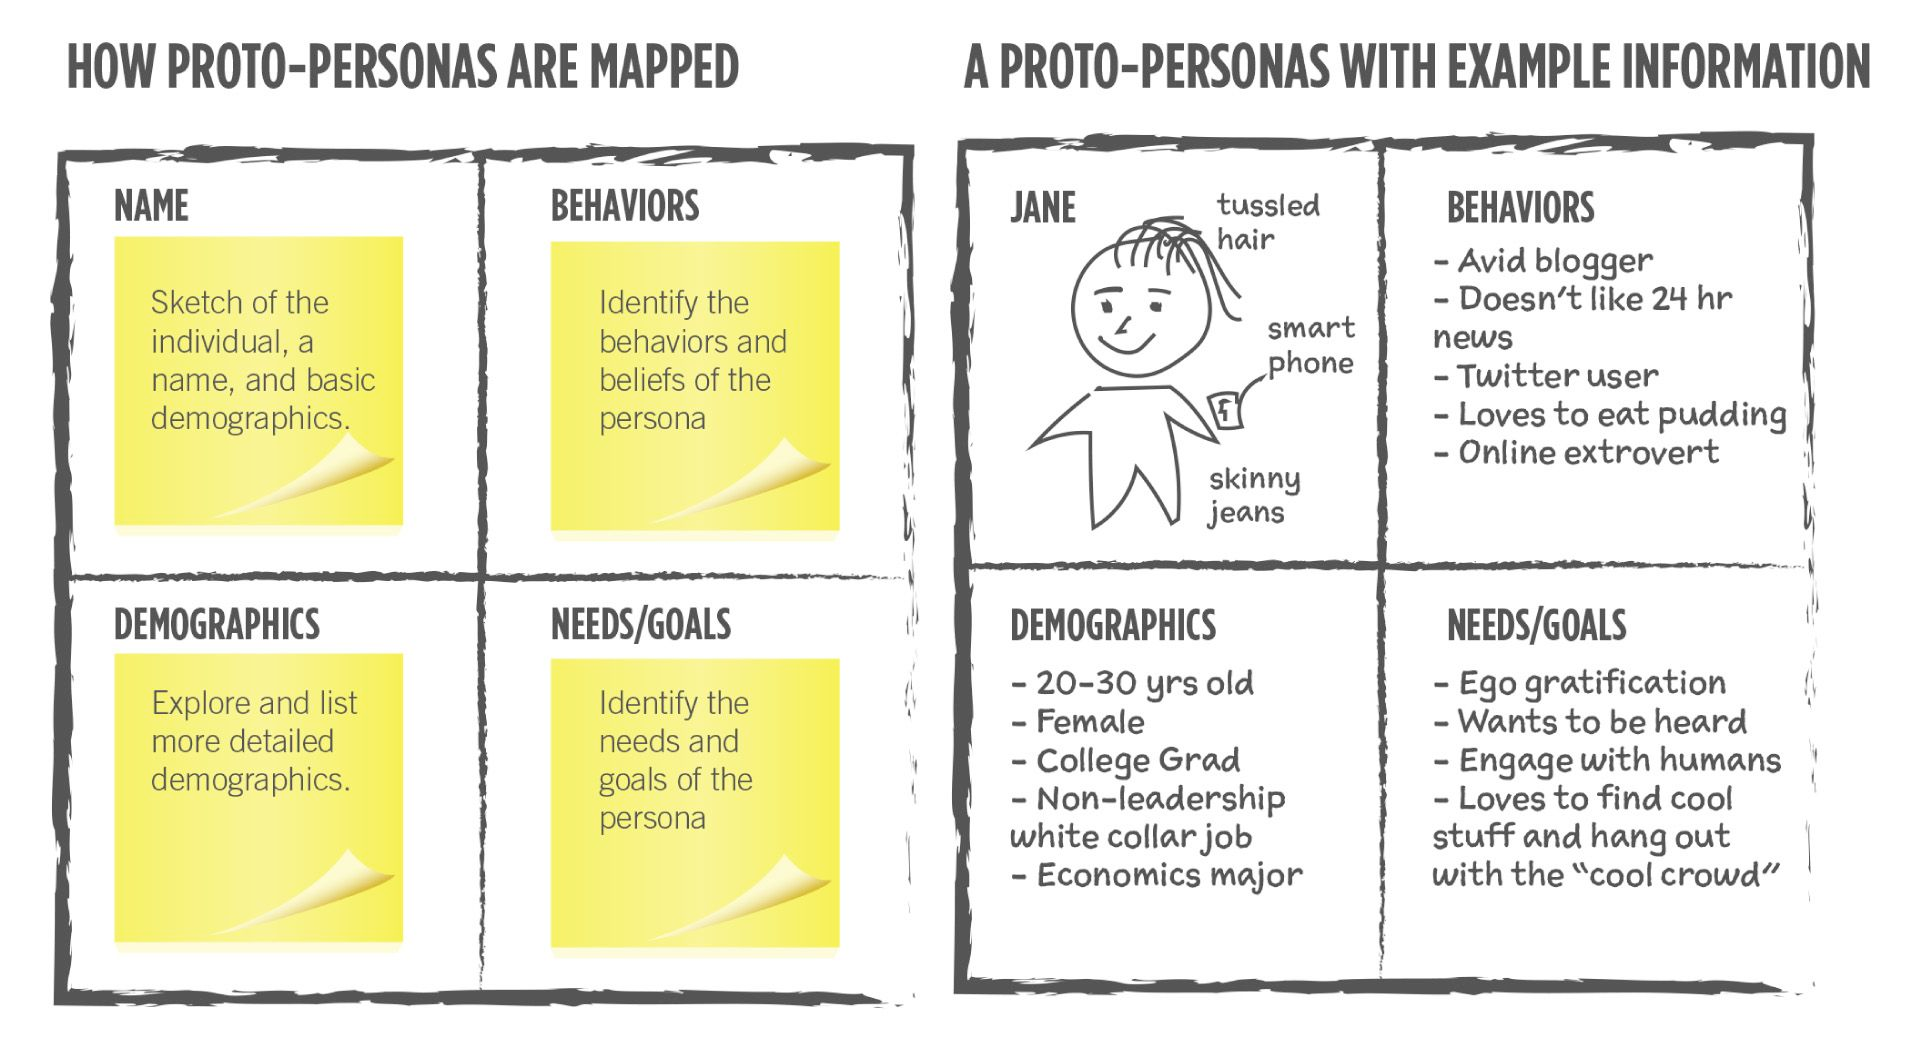 HOW PROTO-PERSONAS ARE MAPPED
NAME
Sketch of the
individual, a
name, and basic
demographics.
BEHAVIORS
Identify the
behaviors and
beliefs of the
persona
DEMOGRAPHICS
Explore and list
more detailed
demographics.
NEEDS/GOALS
Identify the
needs and
goals of the
persona
A PROTO-PERSONAS WITH EXAMPLE INFORMATION
JANE
tussled
hair
smart
phone
skinny
jeans
BEHAVIORS
- Avid blogger
- Doesn't like 24 hr
news
- Twitter user
- Loves to eat pudding
- Online extrovert
DEMOGRAPHICS
- 20-30 yrs old
- Female
- College Grad
- Non-leadership
white collar job
- Economics major
NEEDS/GOALS
- Ego gratification
- Wants to be heard
- Engage with humans
- Loves to find cool
stuff and hang out
with the "cool crowd"